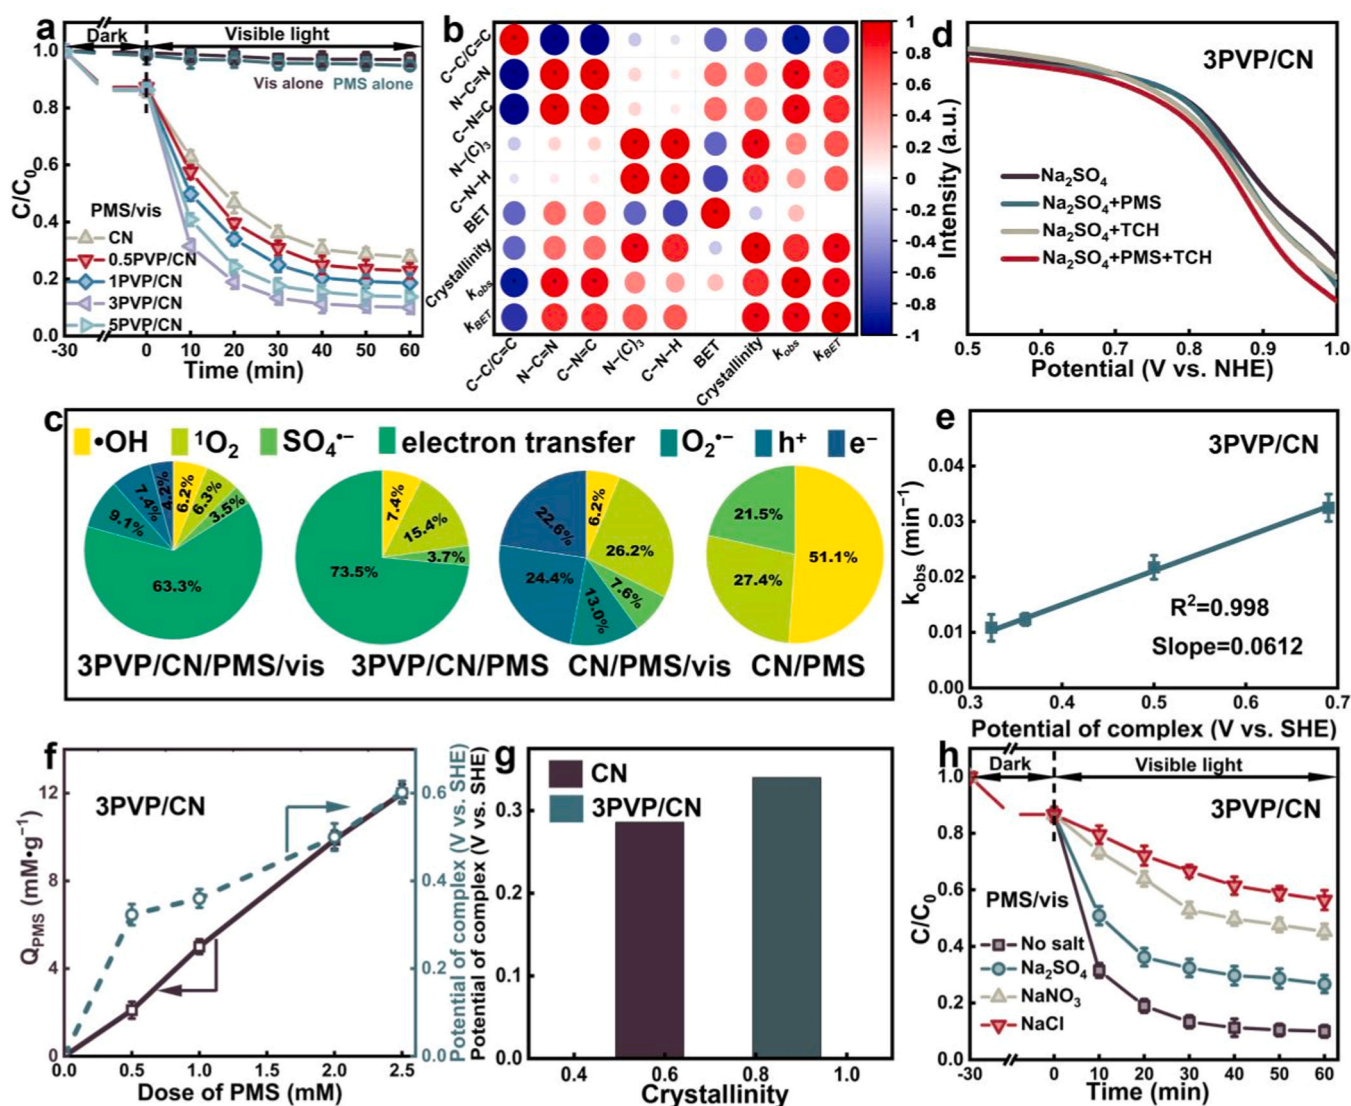 a
Dark
Visible light
Vis alone PMS alone
PMS/vis
CN
0.5PVP/CN
1PVP/CN
3PVP/CN
5PVP/CN
C/C₀
1.0
0.8
0.6
0.4
0.2
0.0
-30 0 10 20 30 40 50 60
Time (min)
b
C−C/C=C
N−C=N
C−N=C
N−(C)₃
C−N−H
BET
Crystallinity
k_obs
k_BET
C−C/C=C
N−C=N
C−N=C
N−(C)₃
C−N−H
BET
Crystallinity
k_obs
k_BET
1
0.8
0.6
0.4
0.2
0
-0.2
-0.4
-0.6
-0.8
-1
d
3PVP/CN
Intensity (a.u.)
Na₂SO₄
Na₂SO₄+PMS
Na₂SO₄+TCH
Na₂SO₄+PMS+TCH
0.5 0.6 0.7 0.8 0.9 1.0
Potential (V vs. NHE)
c
•OH ¹O₂ SO₄•− electron transfer O₂•− h⁺ e⁻
6.2%
6.3%
3.5%
63.3%
9.1%
7.4%
4.2%
3PVP/CN/PMS/vis
7.4%
15.4%
3.7%
73.5%
3PVP/CN/PMS
6.2%
26.2%
7.6%
13.0%
24.4%
22.6%
CN/PMS/vis
51.1%
27.4%
21.5%
CN/PMS
e
3PVP/CN
k_obs (min⁻¹)
0.04
0.03
0.02
0.01
0.00
R²=0.998
Slope=0.0612
0.3 0.4 0.5 0.6 0.7
Potential of complex (V vs. SHE)
f
3PVP/CN
Q_PMS (mM•g⁻¹)
12
8
4
0
0.0 0.5 1.0 1.5 2.0 2.5
Dose of PMS (mM)
0.6
0.4
0.2
0.0
Potential of complex (V vs. SHE)
g
CN
3PVP/CN
Potential of complex (V vs. SHE)
0.3
0.2
0.1
0.0
0.4 0.6 0.8 1.0
Crystallinity
h
Dark
Visible light
3PVP/CN
PMS/vis
No salt
Na₂SO₄
NaNO₃
NaCl
C/C₀
1.0
0.8
0.6
0.4
0.2
0.0
-30 0 10 20 30 40 50 60
Time (min)